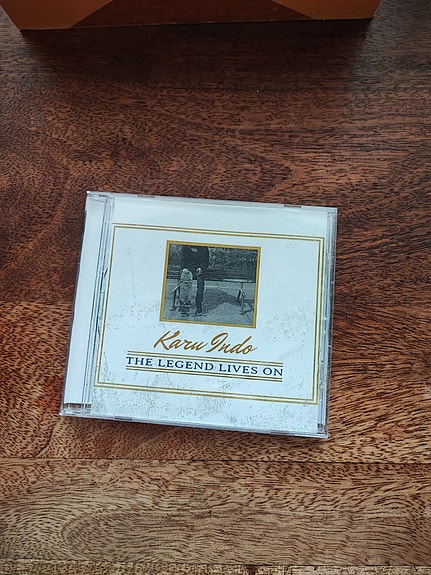 Karu Indo
THE LEGEND LIVES ON